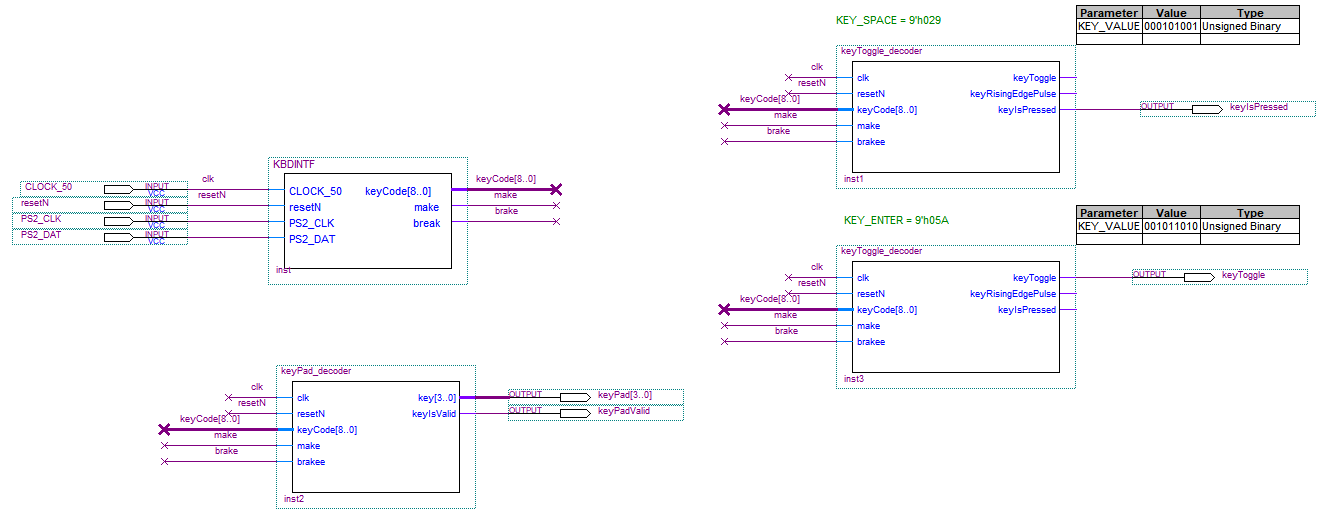 KEY_SPACE = 9'h029
Parameter Value Type
KEY_VALUE 000101001 Unsigned Binary
keyToggle_decoder
clk
resetN
keyCode[8..0]
make
brake
clk
resetN
keyCode[8..0]
make
brakee
keyToggle
keyRisingEdgePulse
keyIsPressed
inst1
OUTPUT
keyIsPressed
KBDINTF
CLOCK_50
INPUT
VCC
resetN
INPUT
VCC
PS2_CLK
INPUT
VCC
PS2_DAT
INPUT
VCC
clk
resetN
CLOCK_50
resetN
PS2_CLK
PS2_DAT
keyCode[8..0]
make
break
inst
keyCode[8..0]
make
brake
KEY_ENTER = 9'h05A
Parameter Value Type
KEY_VALUE 001011010 Unsigned Binary
keyToggle_decoder
clk
resetN
keyCode[8..0]
make
brake
clk
resetN
keyCode[8..0]
make
brakee
keyToggle
keyRisingEdgePulse
keyIsPressed
inst3
OUTPUT
keyToggle
keyPad_decoder
clk
resetN
keyCode[8..0]
make
brake
clk
resetN
keyCode[8..0]
make
brakee
key[3..0]
keyIsValid
inst2
OUTPUT
keyPad[3..0]
OUTPUT
keyPadValid